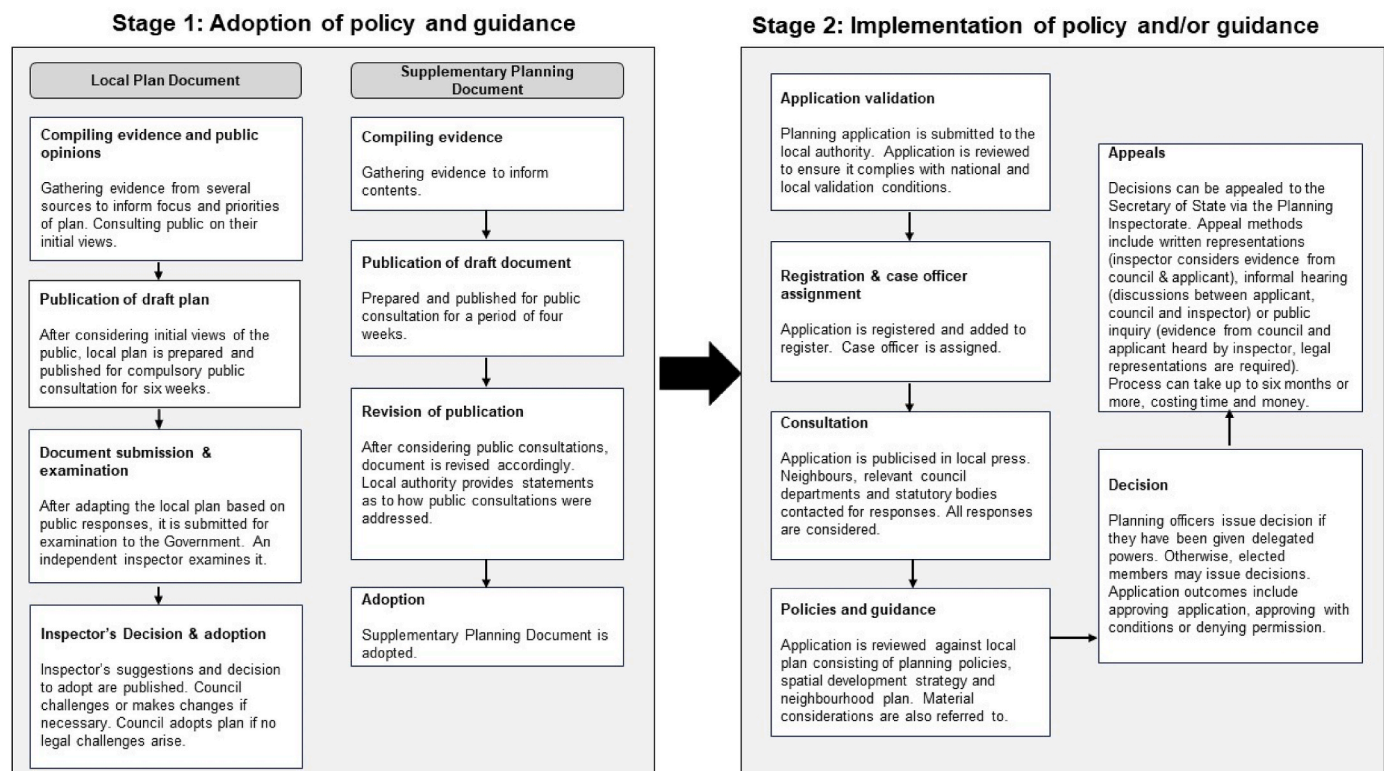 Stage 1: Adoption of policy and guidance
Local Plan Document
Compiling evidence and public
opinions
Gathering evidence from several
sources to inform focus and priorities
of plan. Consulting public on their
initial views.
Publication of draft plan
After considering initial views of the
public, local plan is prepared and
published for compulsory public
consultation for six weeks.
Document submission &
examination
After adapting the local plan based on
public responses, it is submitted for
examination to the Government. An
independent inspector examines it.
Inspector's Decision & adoption
Inspector's suggestions and decision
to adopt are published. Council
challenges or makes changes if
necessary. Council adopts plan if no
legal challenges arise.
Supplementary Planning
Document
Compiling evidence
Gathering evidence to inform
contents.
Publication of draft document
Prepared and published for public
consultation for a period of four
weeks.
Revision of publication
After considering public consultations,
document is revised accordingly.
Local authority provides statements
as to how public consultations were
addressed.
Adoption
Supplementary Planning Document is
adopted.
Stage 2: Implementation of policy and/or guidance
Application validation
Planning application is submitted to the
local authority. Application is reviewed
to ensure it complies with national and
local validation conditions.
Registration & case officer
assignment
Application is registered and added to
register. Case officer is assigned.
Consultation
Application is publicised in local press.
Neighbours, relevant council
departments and statutory bodies
contacted for responses. All responses
are considered.
Policies and guidance
Application is reviewed against local
plan consisting of planning policies,
spatial development strategy and
neighbourhood plan. Material
considerations are also referred to.
Decision
Planning officers issue decision if
they have been given delegated
powers. Otherwise, elected
members may issue decisions.
Application outcomes include
approving application, approving with
conditions or denying permission.
Appeals
Decisions can be appealed to the
Secretary of State via the Planning
Inspectorate. Appeal methods
include written representations
(inspector considers evidence from
council & applicant), informal hearing
(discussions between applicant,
council and inspector) or public
inquiry (evidence from council and
applicant heard by inspector, legal
representations are required).
Process can take up to six months or
more, costing time and money.